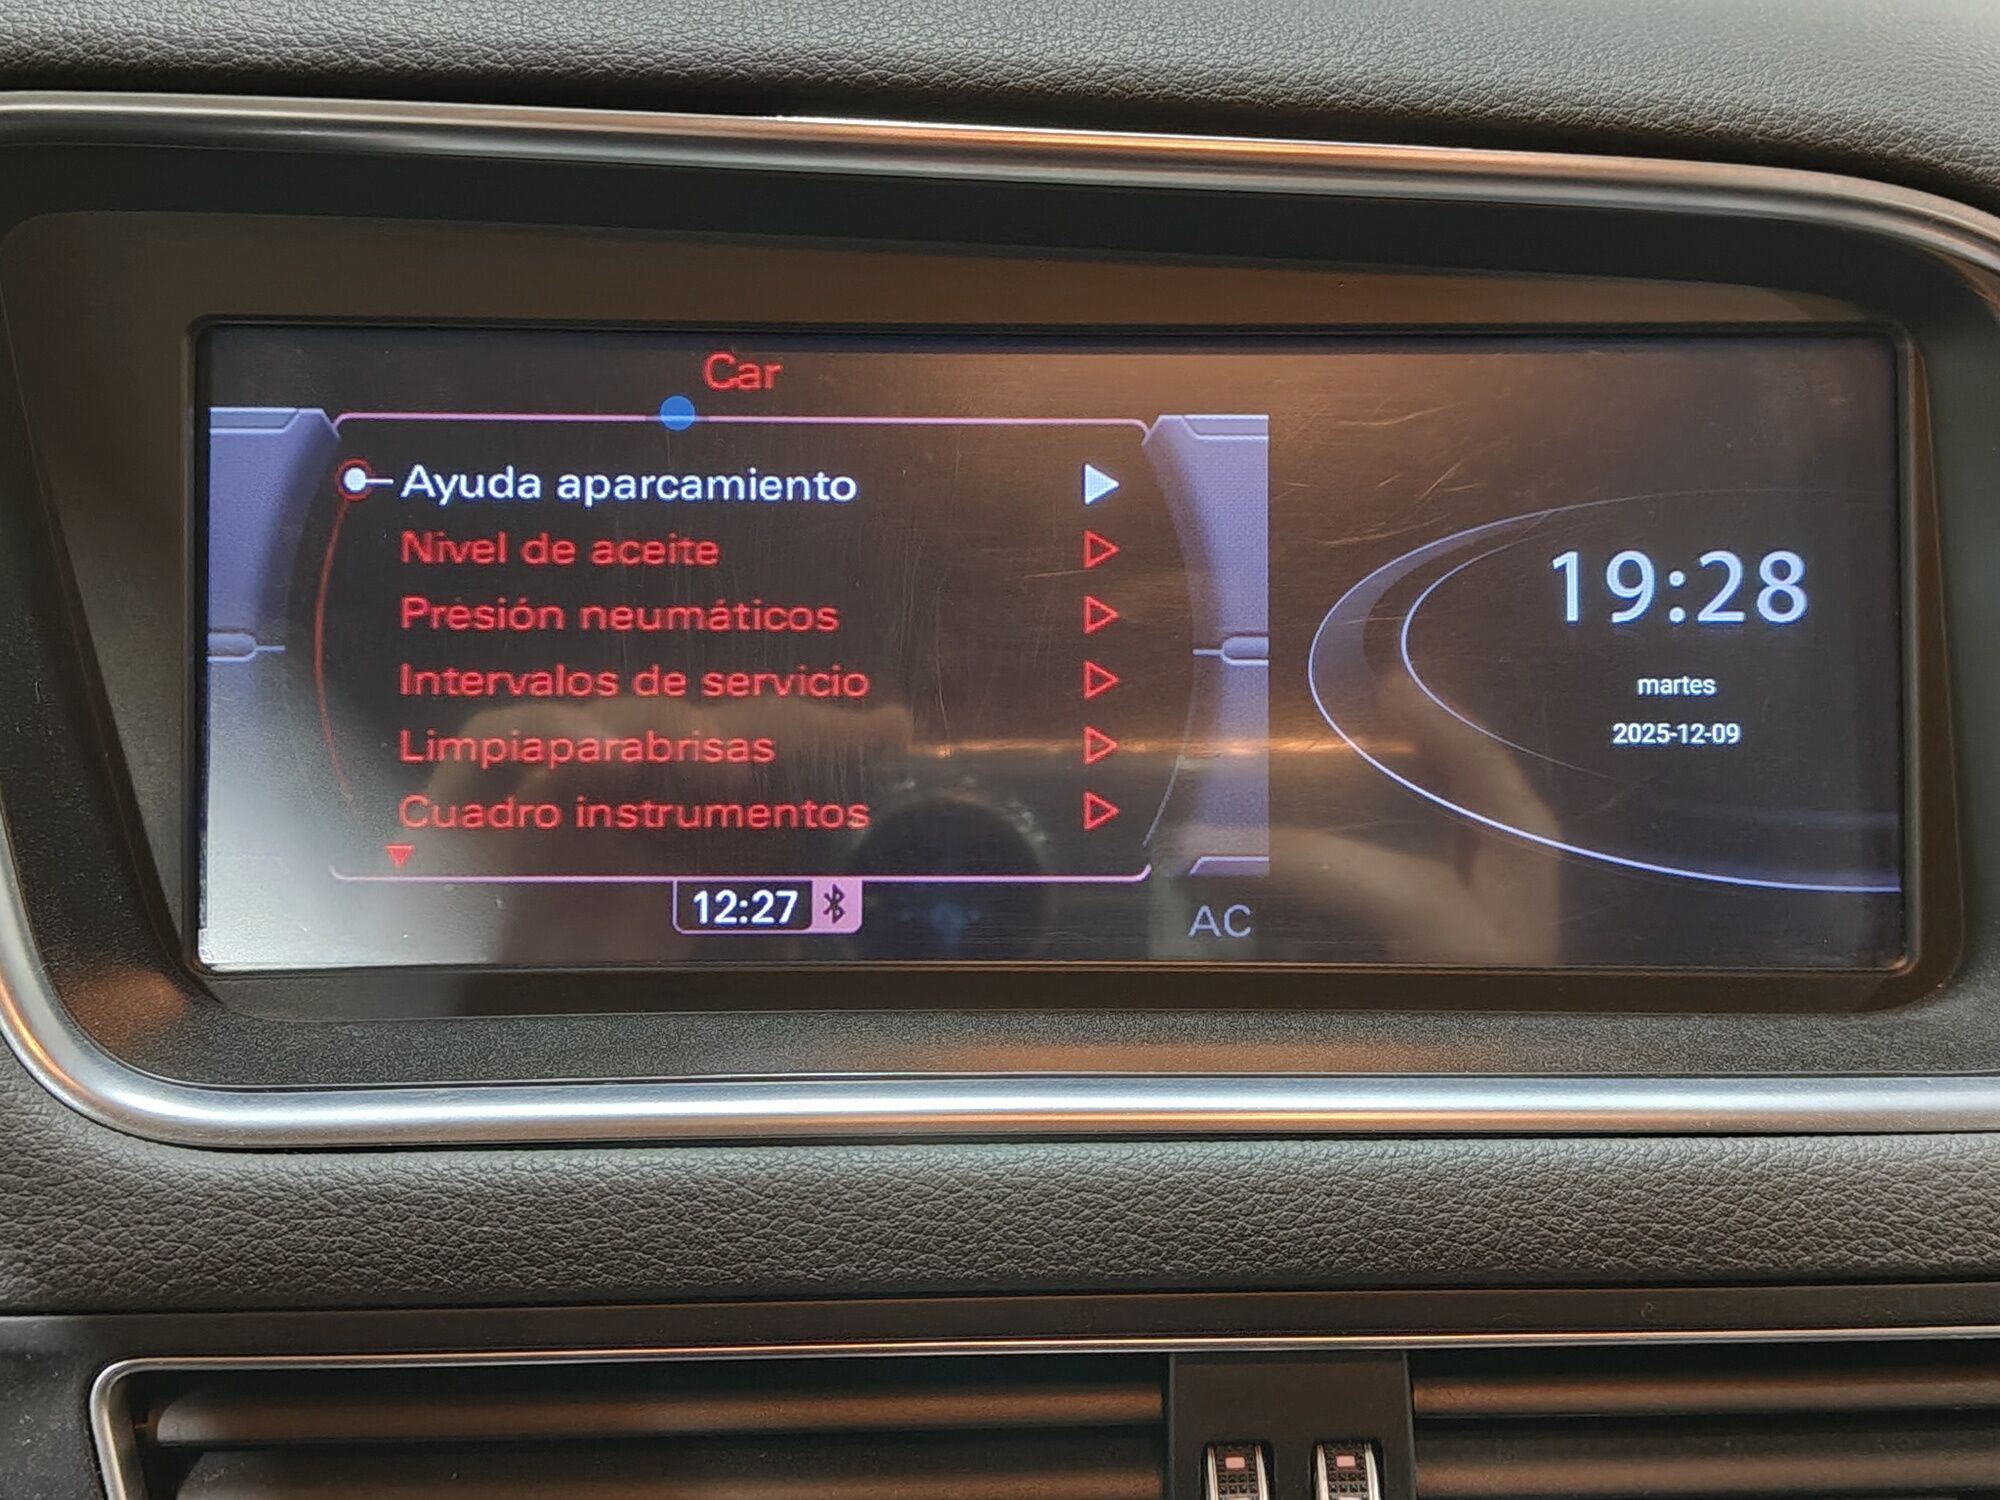 Car
Ayuda aparcamiento
Nivel de aceite
Presión neumáticos
Intervalos de servicio
Limpiaparabrisas
Cuadro instrumentos
12:27
AC
19:28
martes
2025-12-09